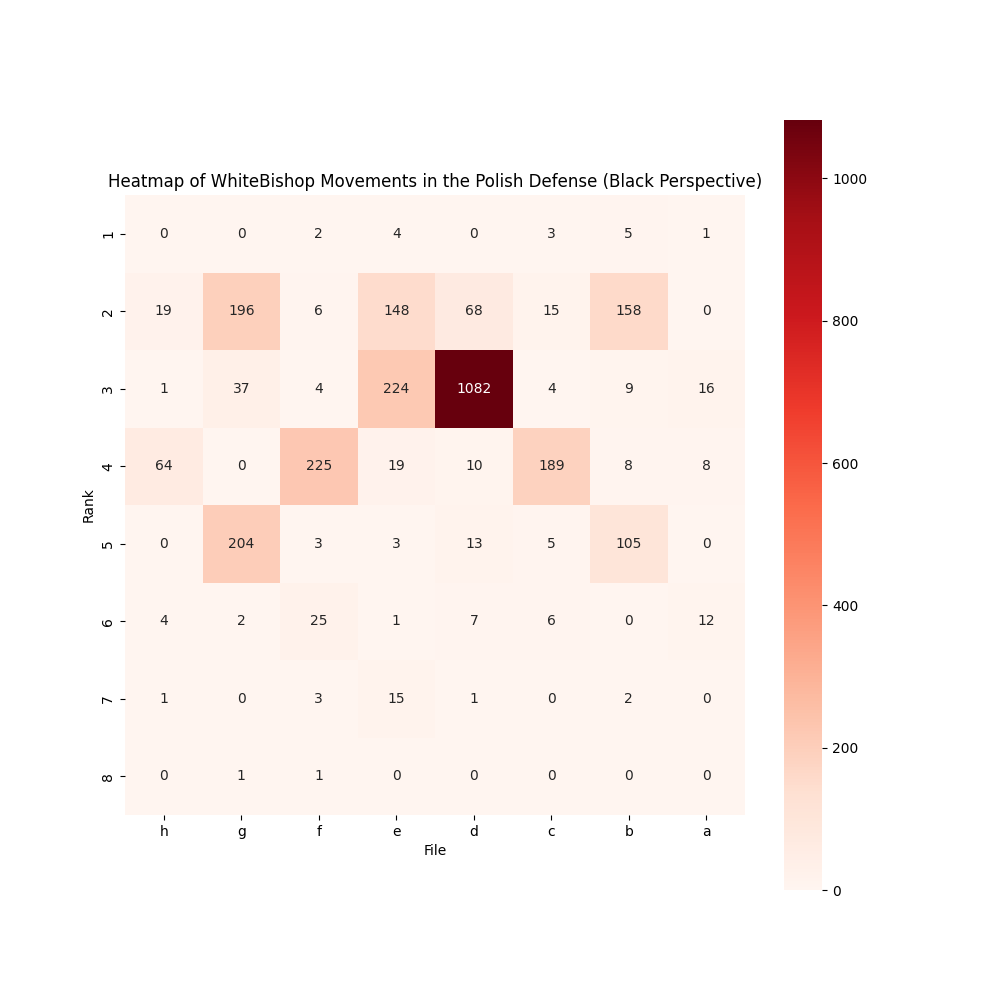 Heatmap of WhiteBishop Movements in the Polish Defense (Black Perspective)
1 0 0 2 4 0 3 5 1
2 19 196 6 148 68 15 158 0
3 1 37 4 224 1082 4 9 16
4 64 0 225 19 10 189 8 8
5 0 204 3 3 13 5 105 0
6 4 2 25 1 7 6 0 12
7 1 0 3 15 1 0 2 0
8 0 1 1 0 0 0 0 0
h g f e d c b a
File
Rank
1000
800
600
400
200
0